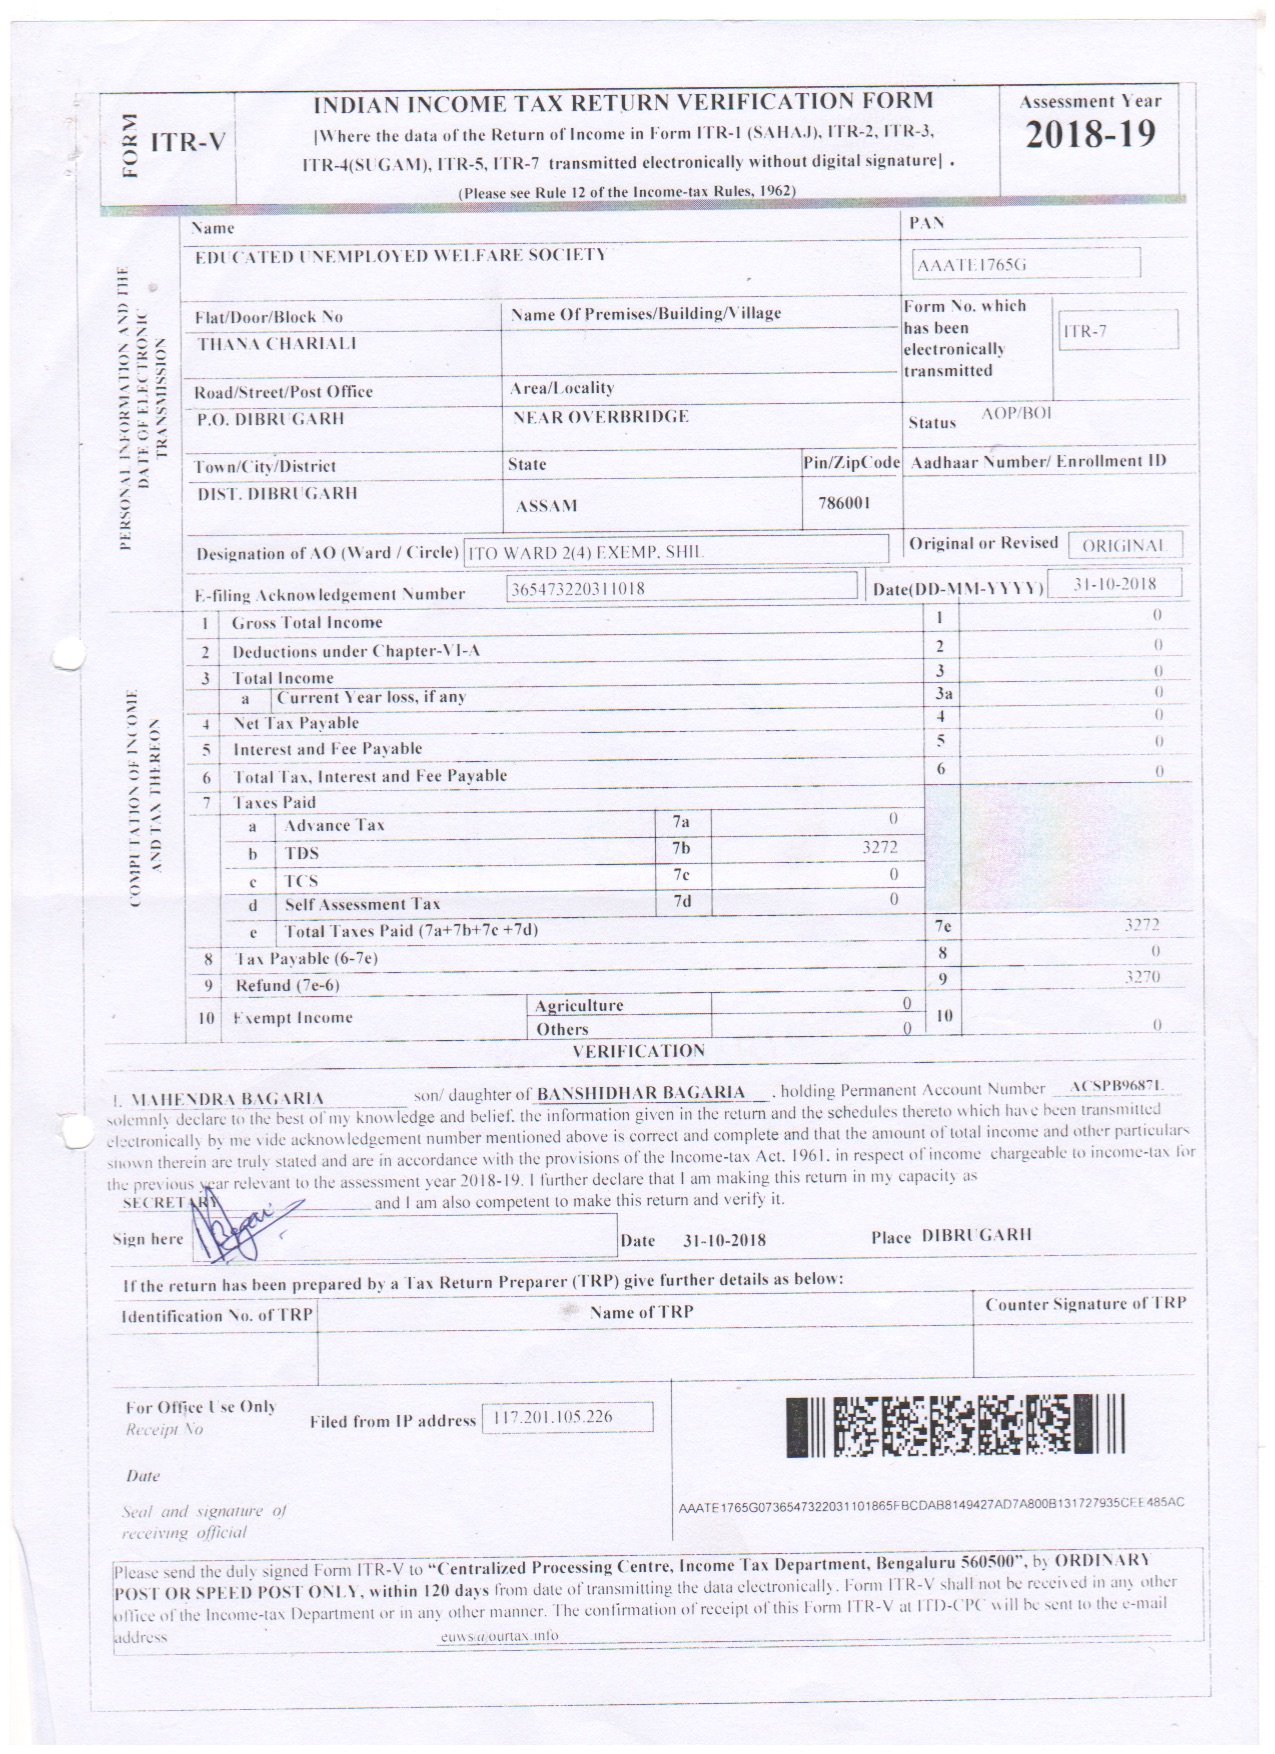 FORM
ITR-V
INDIAN INCOME TAX RETURN VERIFICATION FORM
[Where the data of the Return of Income in Form ITR-1 (SAHAJ), ITR-2, ITR-3,
ITR-4(SUGAM), ITR-5, ITR-7 transmitted electronically without digital signature] .
(Please see Rule 12 of the Income-tax Rules, 1962)
Assessment Year
2018-19
PERSONAL INFORMATION AND THE
DATE OF ELECTRONIC
TRANSMISSION
Name
PAN
EDUCATED UNEMPLOYED WELFARE SOCIETY
AAATE1765G
Flat/Door/Block No
Name Of Premises/Building/Village
Form No. which
has been
electronically
transmitted
ITR-7
THANA CHARIALI
Road/Street/Post Office
Area/Locality
P.O. DIBRUGARH
NEAR OVERBRIDGE
Status AOP/BOI
Town/City/District
State
Pin/ZipCode
Aadhaar Number/ Enrollment ID
DIST. DIBRUGARH
ASSAM
786001
Designation of AO (Ward / Circle) ITO WARD 2(4) EXEMP, SHIL
Original or Revised ORIGINAL
E-filing Acknowledgement Number 365473220311018
Date(DD-MM-YYYY) 31-10-2018
COMPUTATION OF INCOME
AND TAX THEREON
1 Gross Total Income 1 0
2 Deductions under Chapter-VI-A 2 0
3 Total Income 3 0
a Current Year loss, if any 3a 0
4 Net Tax Payable 4 0
5 Interest and Fee Payable 5 0
6 Total Tax, Interest and Fee Payable 6 0
7 Taxes Paid
a Advance Tax 7a 0
b TDS 7b 3272
c TCS 7c 0
d Self Assessment Tax 7d 0
e Total Taxes Paid (7a+7b+7c +7d) 7e 3272
8 Tax Payable (6-7e) 8 0
9 Refund (7e-6) 9 3270
10 Exempt Income
Agriculture 0
Others 0
10 0
VERIFICATION
I, MAHENDRA BAGARIA son/ daughter of BANSHIDHAR BAGARIA , holding Permanent Account Number ACSPB9687L
solemnly declare to the best of my knowledge and belief, the information given in the return and the schedules thereto which have been transmitted
electronically by me vide acknowledgement number mentioned above is correct and complete and that the amount of total income and other particulars
shown therein are truly stated and are in accordance with the provisions of the Income-tax Act, 1961, in respect of income chargeable to income-tax for
the previous year relevant to the assessment year 2018-19. I further declare that I am making this return in my capacity as
SECRETARY and I am also competent to make this return and verify it.
Sign here
Date 31-10-2018
Place DIBRUGARH
If the return has been prepared by a Tax Return Preparer (TRP) give further details as below:
Identification No. of TRP
Name of TRP
Counter Signature of TRP
For Office Use Only
Receipt No
Filed from IP address 117.201.105.226
Date
Seal and signature of
receiving official
AAATE1765G0736547322031101865FBCDAB8149427AD7A800B131727935CEE485AC
Please send the duly signed Form ITR-V to “Centralized Processing Centre, Income Tax Department, Bengaluru 560500”, by ORDINARY
POST OR SPEED POST ONLY, within 120 days from date of transmitting the data electronically. Form ITR-V shall not be received in any other
office of the Income-tax Department or in any other manner. The confirmation of receipt of this Form ITR-V at ITD-CPC will be sent to the e-mail
address euws@ourtax.info